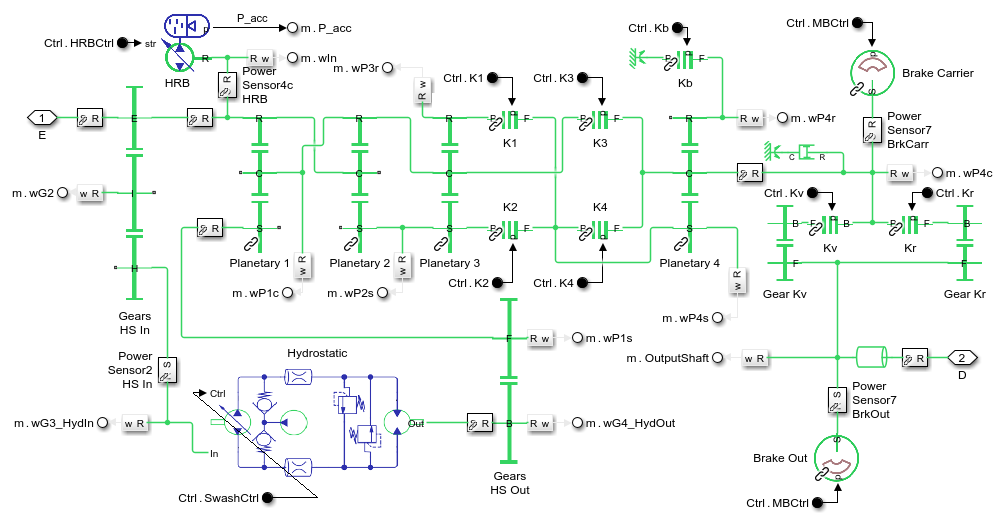 P_acc
m.P_acc
Ctrl.HRBCtrl
str
P
R
HRB
R w
m.wIn
R
Power
Sensor4c
HRB
m.wP3r
R w
Ctrl.K1
Ctrl.K3
Ctrl.Kb
P
F
Kb
Ctrl.MBCtrl
P
S
Brake Carrier
1
E
R
E
R
R
R
R
P
F
K1
P
F
K3
R
R w
m.wP4r
R
Power
Sensor7
BrkCarr
C
R
m.wG2
w R
I
C
C
C
C
R
R w
m.wP4c
Ctrl.Kv
Ctrl.Kr
R
S
S
S
K2
P
F
K4
P
F
S
B
P
B
Kv
P
F
Kr
B
H
Planetary 1
Planetary 2
Planetary 3
Planetary 4
F
F
w R
m.wP1c
w R
m.wP2s
Ctrl.K2
Ctrl.K4
w R
m.wP4s
Gear Kv
Gear Kr
Gears
HS In
F
R w
m.wP1s
Power
Sensor2
HS In
S
Hydrostatic
m.OutputShaft
w R
R
2
D
Ctrl
S
Power
Sensor7
BrkOut
m.wG3_HydIn
w R
In
Out
R
B
R w
m.wG4_HydOut
S
P
Brake Out
Gears
HS Out
Ctrl.SwashCtrl
Ctrl.MBCtrl